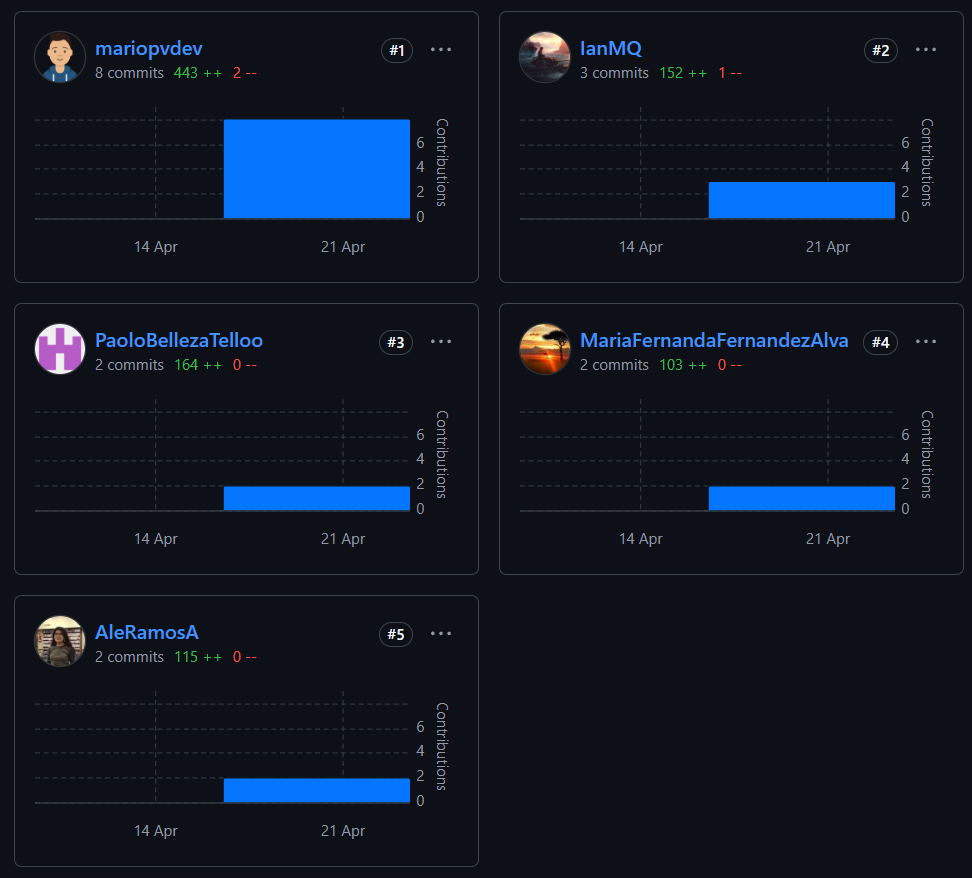 mariopvdev #1 ...
8 commits 443 ++ 2 --
Contributions
6
4
2
0
14 Apr 21 Apr
IanMQ #2 ...
3 commits 152 ++ 1 --
Contributions
6
4
2
0
14 Apr 21 Apr
PaoloBellezaTelloo #3 ...
2 commits 164 ++ 0 --
Contributions
6
4
2
0
14 Apr 21 Apr
MariaFernandaFernandezAlva #4 ...
2 commits 103 ++ 0 --
Contributions
6
4
2
0
14 Apr 21 Apr
AleRamosA #5 ...
2 commits 115 ++ 0 --
Contributions
6
4
2
0
14 Apr 21 Apr